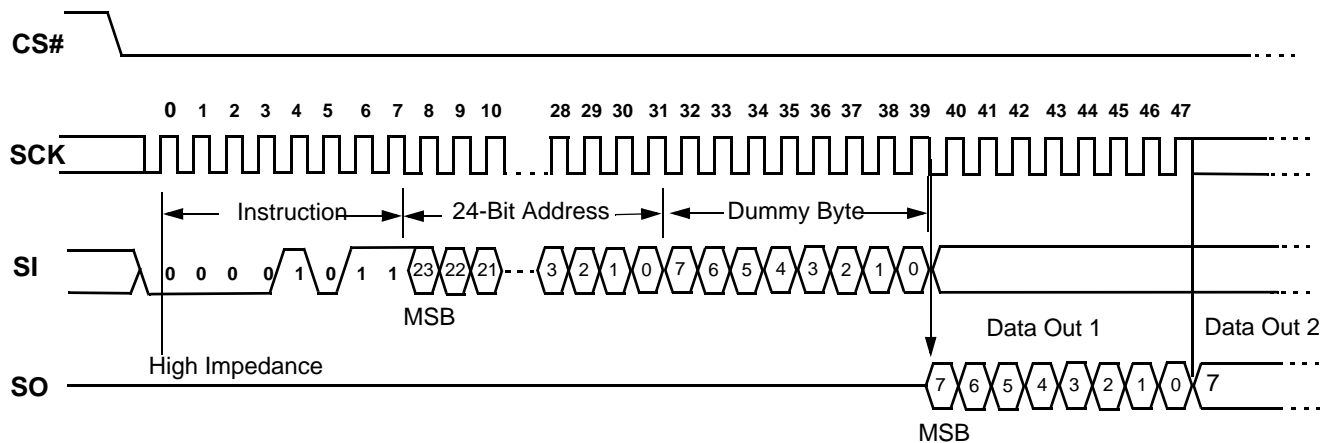 CS#
0 1 2 3 4 5 6 7 8 9 10 28 29 30 31 32 33 34 35 36 37 38 39 40 41 42 43 44 45 46 47
SCK
Instruction 24-Bit Address Dummy Byte
SI 0 0 0 0 1 0 1 1 23 22 21 3 2 1 0 7 6 5 4 3 2 1 0
MSB Data Out 1 Data Out 2
High Impedance
SO 7 6 5 4 3 2 1 0 7
MSB